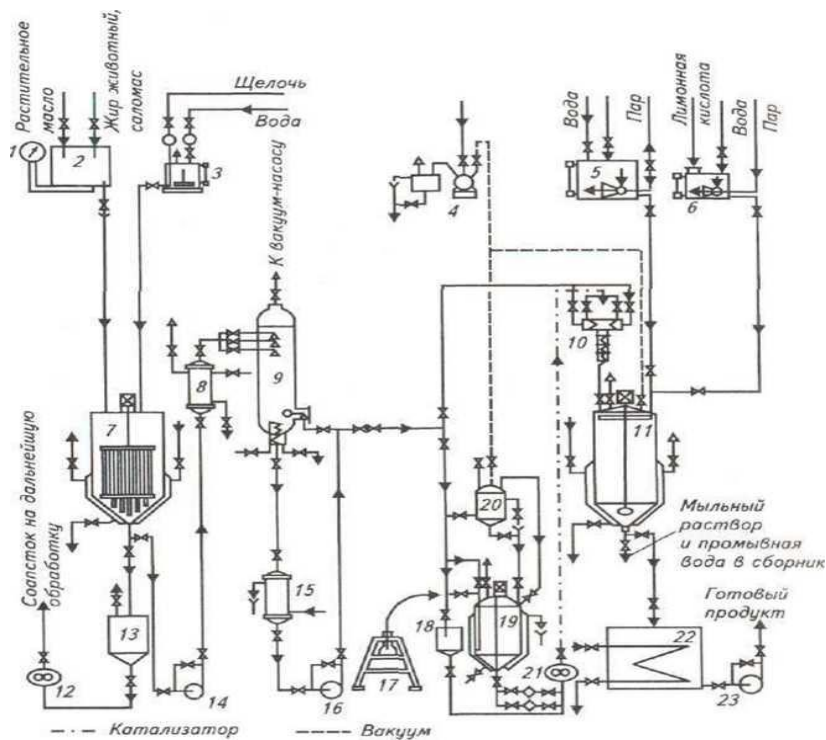 Растительное
масло
Жир животный,
саломас
Щелочь
Вода
К вакуум-насосу
Вода
Пар
Лимонная
кислота
Вода
Пар
1
2
3
4
5
6
7
8
9
10
11
Соапсток на дальнейшую
обработку
Мыльный
раствор
и промывная
вода в сборник
Готовый
продукт
12
13
14
15
16
17
18
19
20
21
22
23
Катализатор
Вакуум